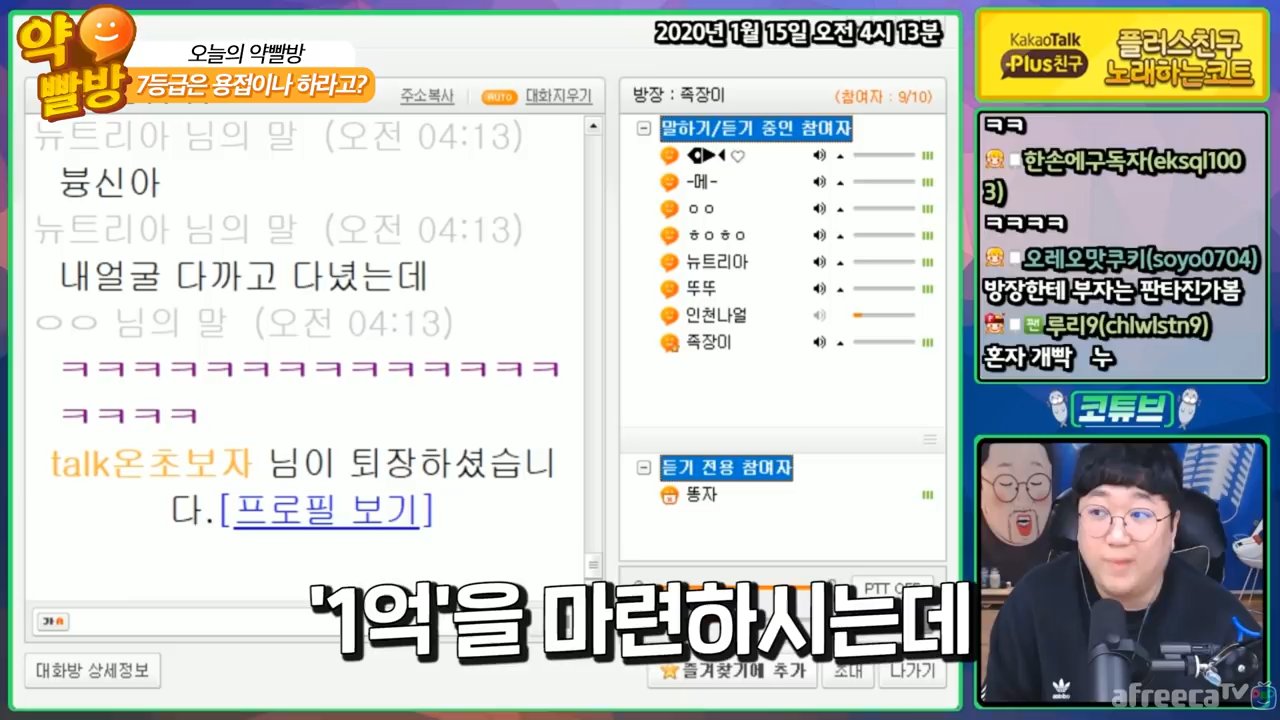 약빨방
오늘의 약빨방
7등급은 용접이나 하라고?
2020년 1월 15일 오전 4시 13분
주소복사
AUTO 대화지우기
뉴트리아 님의 말 (오전 04:13)
븅신아
뉴트리아 님의 말 (오전 04:13)
내얼굴 다까고 다녔는데
ㅇㅇ 님의 말 (오전 04:13)
ㅋㅋㅋㅋㅋㅋㅋㅋㅋㅋㅋㅋㅋㅋ
ㅋㅋㅋㅋ
talk온초보자 님이 퇴장하셨습니
다.[프로필 보기]
가
대화방 상세정보
방장 : 족장이
(참여자 : 9/10)
말하기/듣기 중인 참여자
-메-
ㅇㅇ
ㅎㅇㅎㅇ
뉴트리아
뚜뚜
인천나얼
족장이
듣기 전용 참여자
똥자
PTT OFF
즐겨찾기에 추가
초대
나가기
'1억'을 마련하시는데
KakaoTalk
Plus친구
플러스친구
노래하는코트
ㅋㅋ
한손에구독자(eksql100
3)
ㅋㅋㅋㅋ
오레오맛쿠키(soyo0704)
방장한테 부자는 판타진가봄
팬 루리9(chlwlstn9)
혼자 개빡 누
코튜브
adidas
afreecaTV